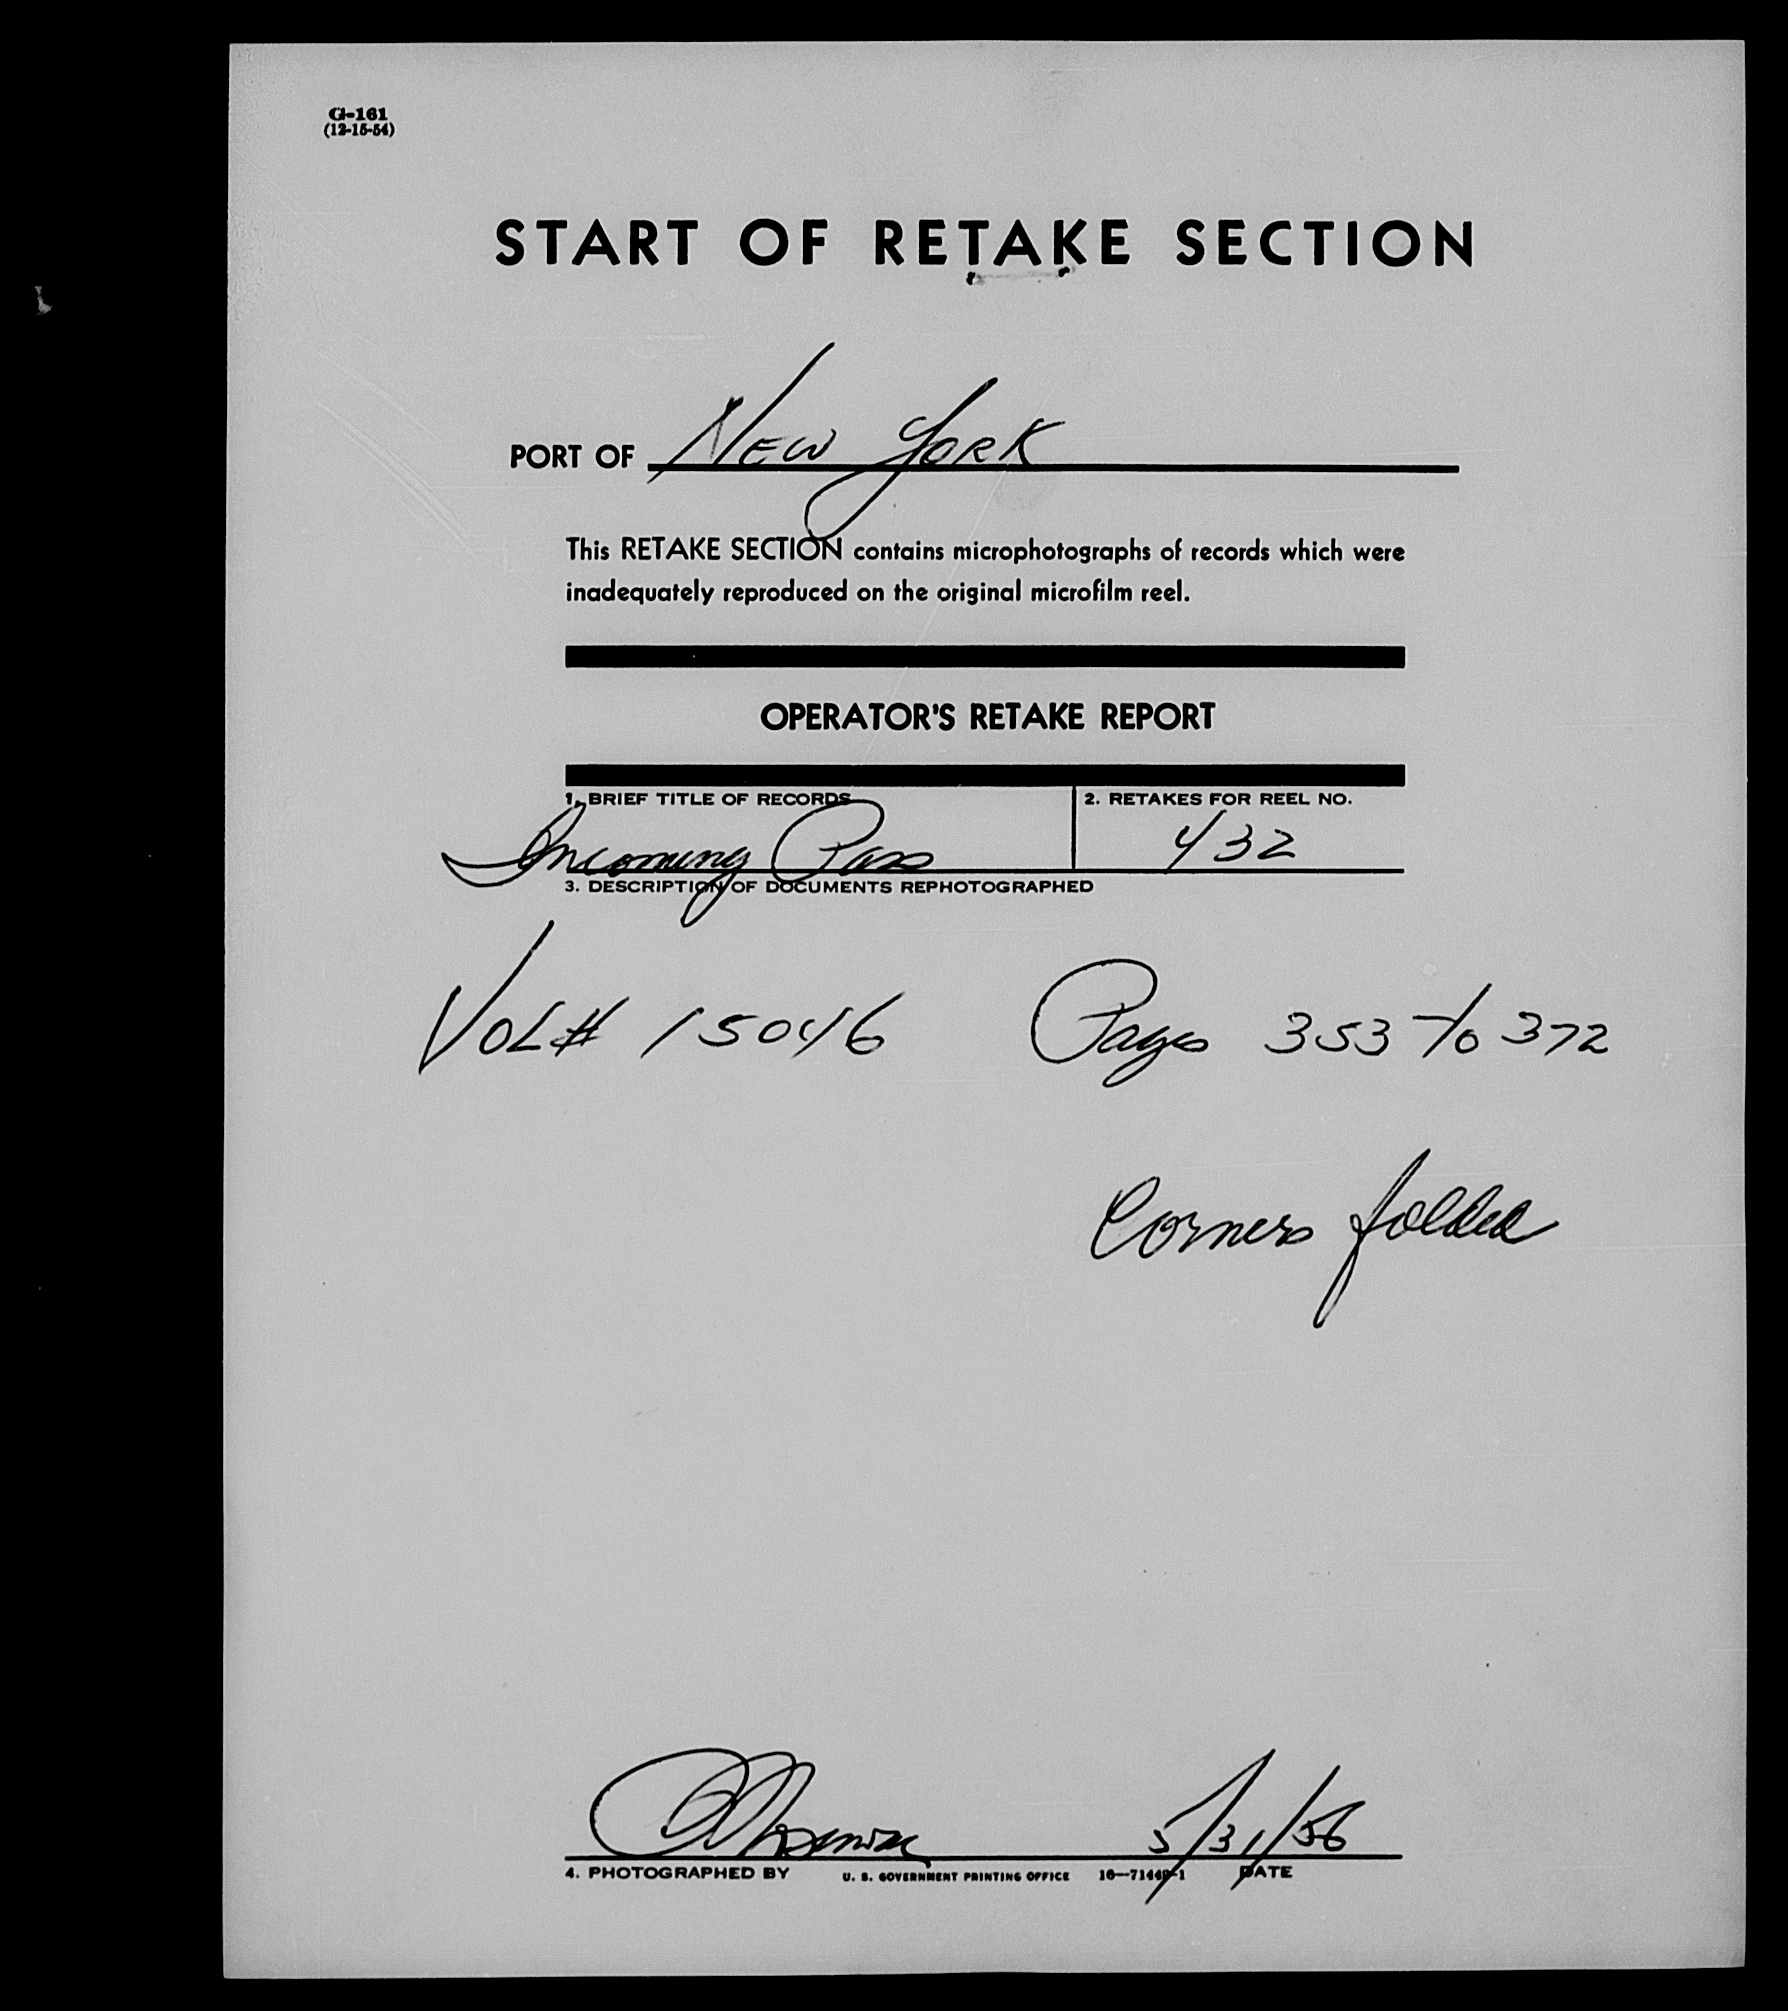 G-161
(12-15-54)
START OF RETAKE SECTION
PORT OF NEW YORK
This RETAKE SECTION contains microphotographs of records which were
inadequately reproduced on the original microfilm reel.
OPERATOR'S RETAKE REPORT
1. BRIEF TITLE OF RECORDS
Incoming Pass
2. RETAKES FOR REEL NO.
432
3. DESCRIPTION OF DOCUMENTS REPHOTOGRAPHED
VOL# 15046 Pages 353 To 372
Corners folded
5/31/56
4. PHOTOGRAPHED BY U. S. GOVERNMENT PRINTING OFFICE DATE